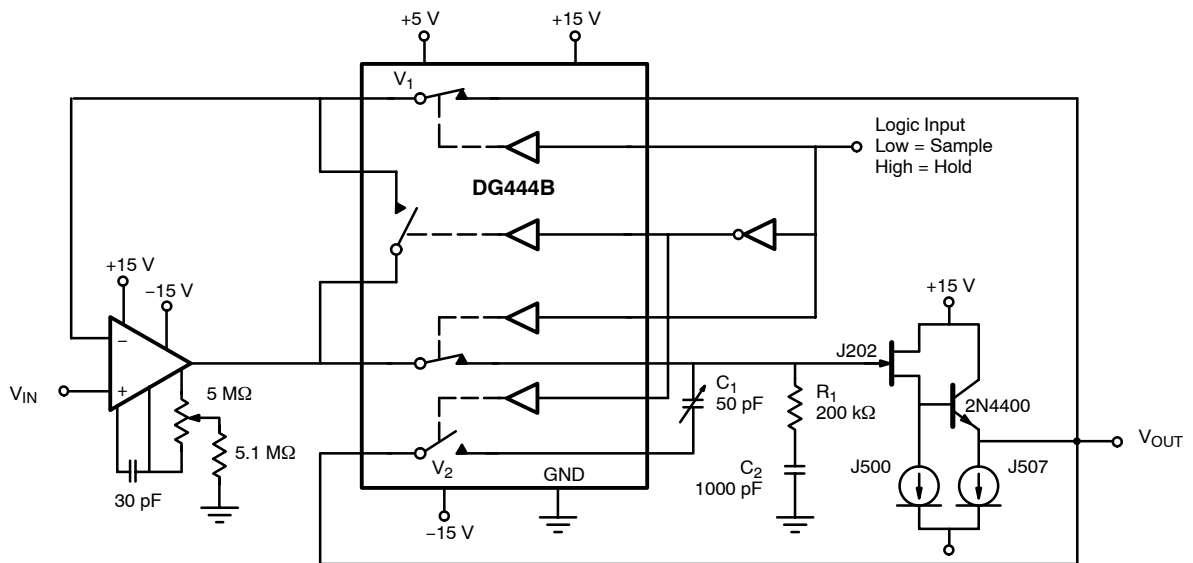 +5 V
+15 V
V1
Logic Input
Low = Sample
High = Hold
DG444B
+15 V
−15 V
+15 V
−
+
VIN
5 MΩ
5.1 MΩ
30 pF
J202
C1
50 pF
R1
200 kΩ
2N4400
VOUT
V2
GND
C2
1000 pF
J500
J507
−15 V